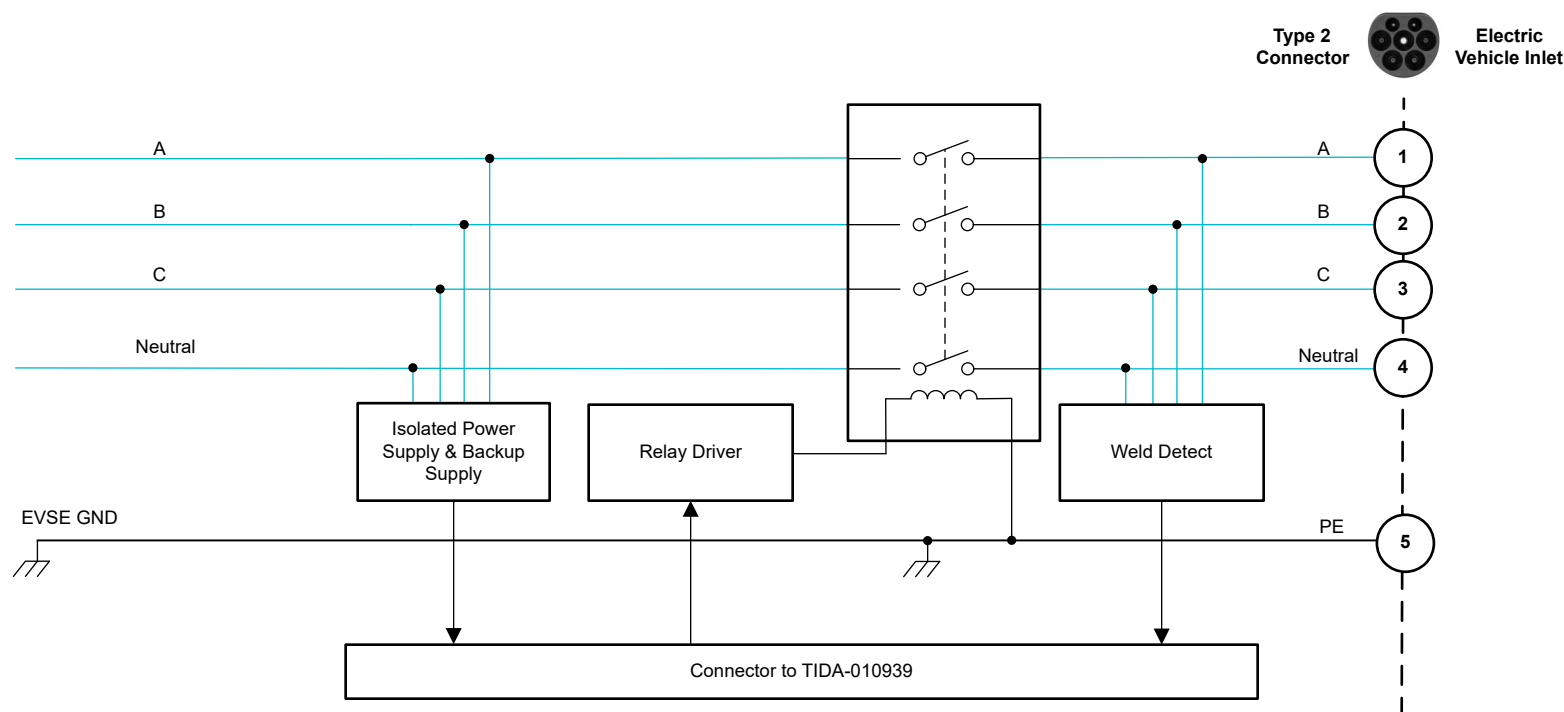 Type 2
Connector
Electric
Vehicle Inlet
A
A
1
B
B
2
C
C
3
Neutral
Neutral
4
Isolated Power
Supply & Backup
Supply
Relay Driver
Weld Detect
EVSE GND
PE
5
Connector to TIDA-010939